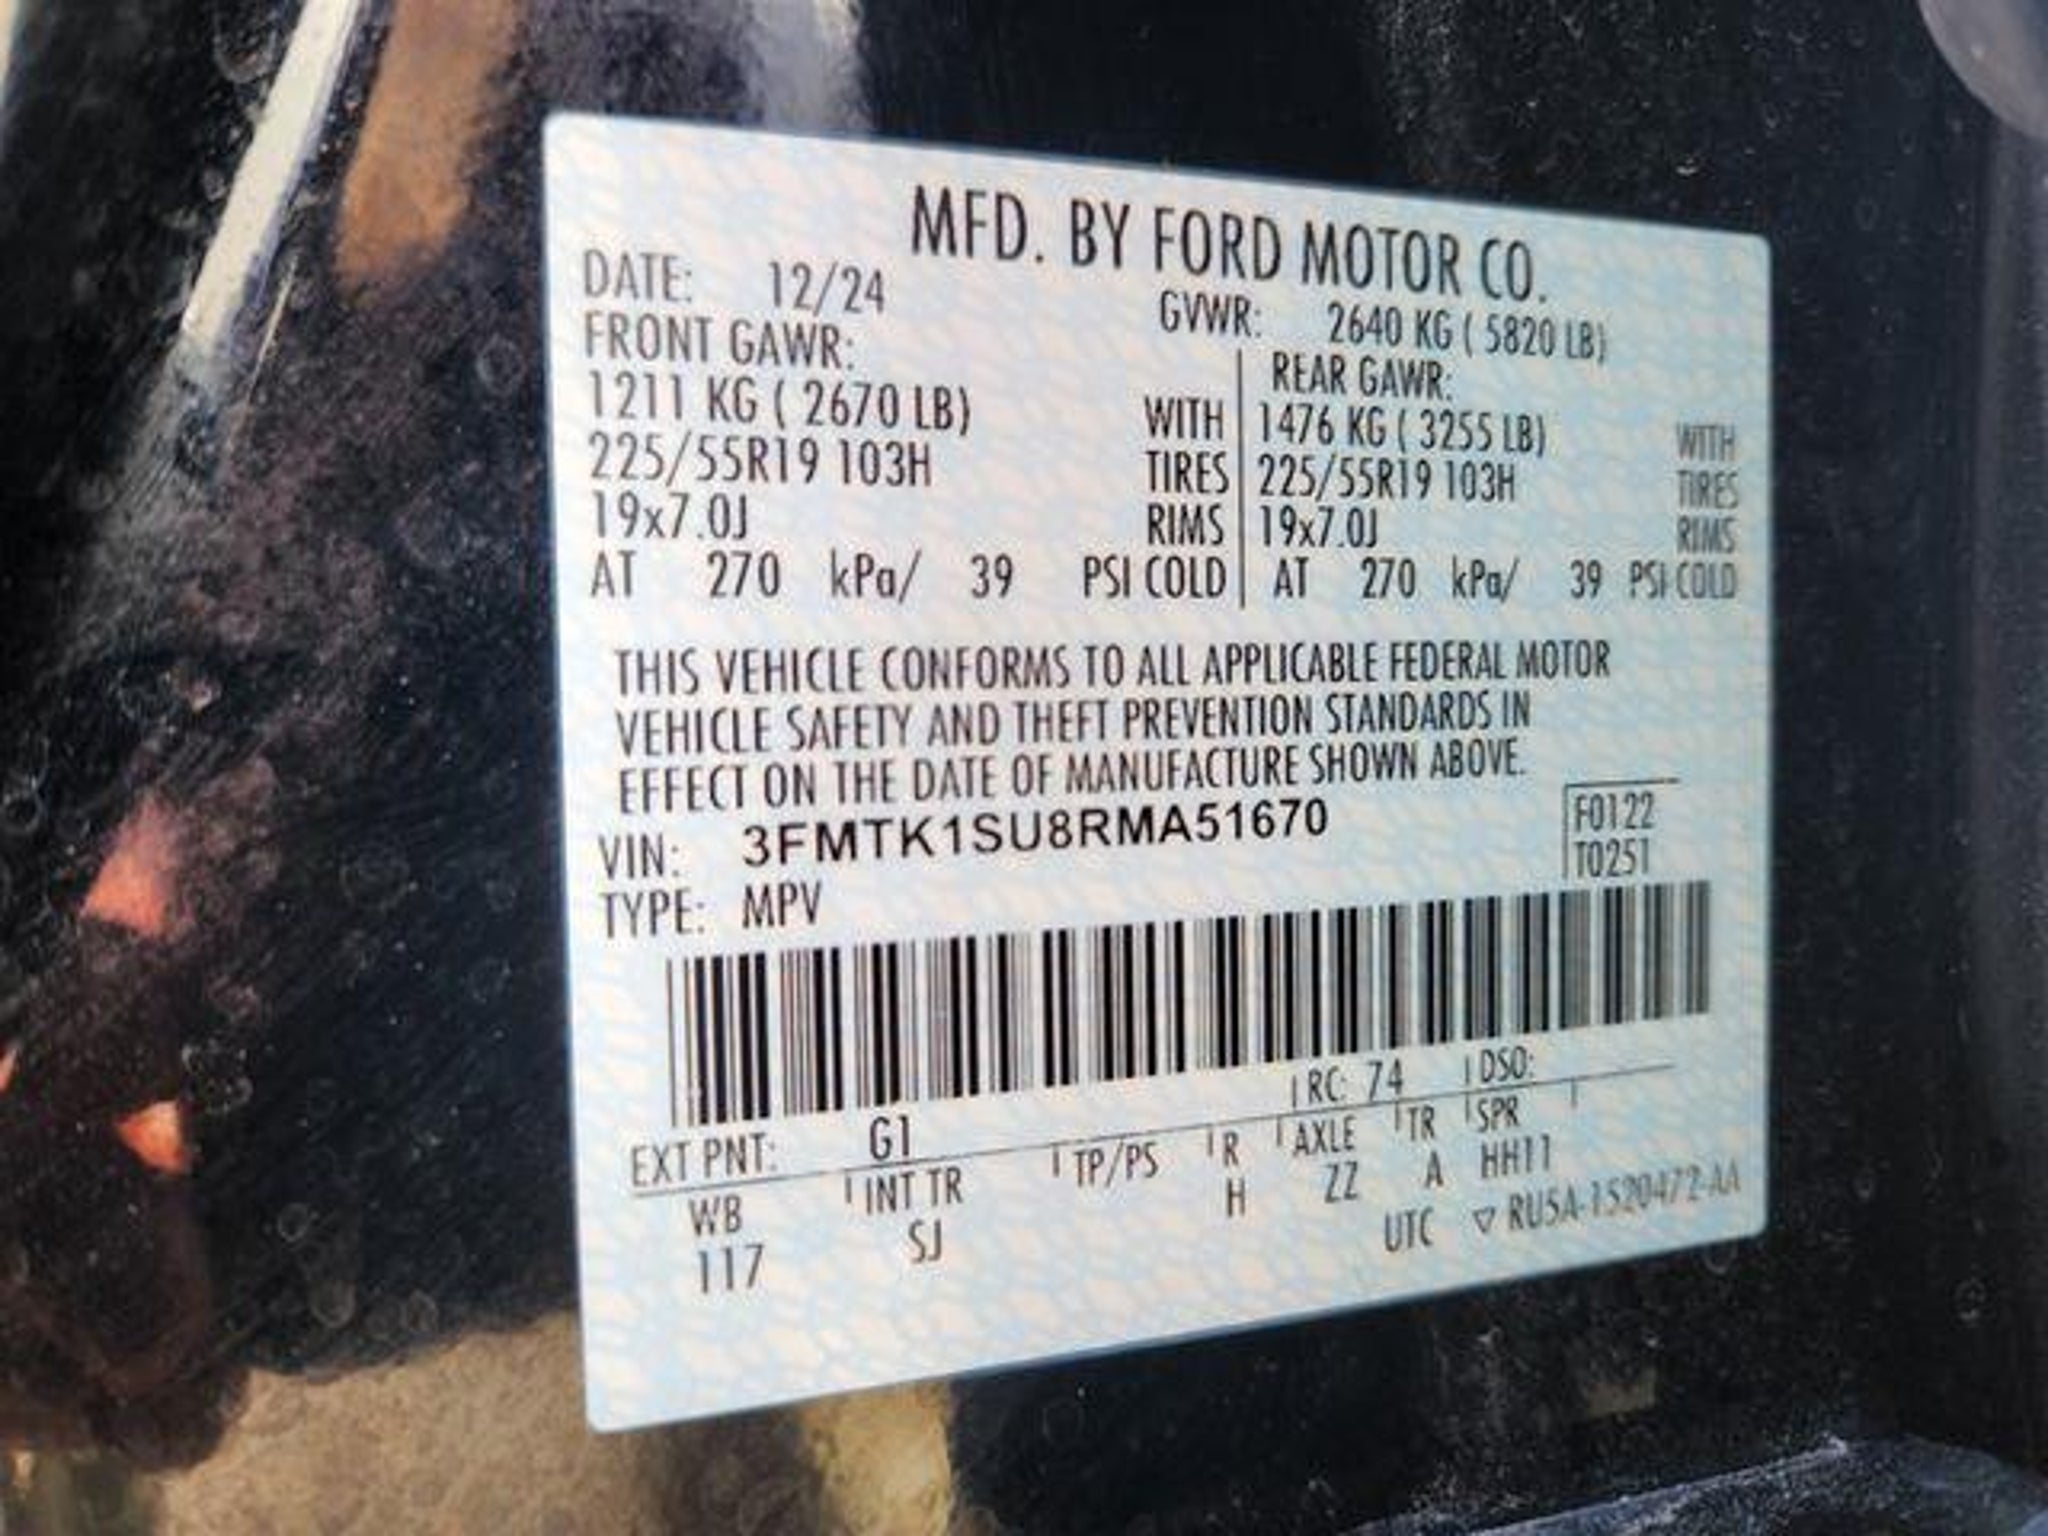 MFD. BY FORD MOTOR CO.
DATE: 12/24 GVWR: 2640 KG ( 5820 LB)
FRONT GAWR: REAR GAWR:
1211 KG ( 2670 LB) WITH 1476 KG ( 3255 LB) WITH
225/55R19 103H TIRES 225/55R19 103H TIRES
19x7.0J RIMS 19x7.0J RIMS
AT 270 kPa/ 39 PSI COLD AT 270 kPa/ 39 PSI COLD
THIS VEHICLE CONFORMS TO ALL APPLICABLE FEDERAL MOTOR
VEHICLE SAFETY AND THEFT PREVENTION STANDARDS IN
EFFECT ON THE DATE OF MANUFACTURE SHOWN ABOVE.
VIN: 3FMTK1SU8RMA51670 F0122
TYPE: MPV T0251
EXT PNT: G1 RC: 74 DSO:
WB INT TR TP/PS R AXLE TR SPR
117 SJ H ZZ A HH11
UTC ▽ RU5A-1520472-AA